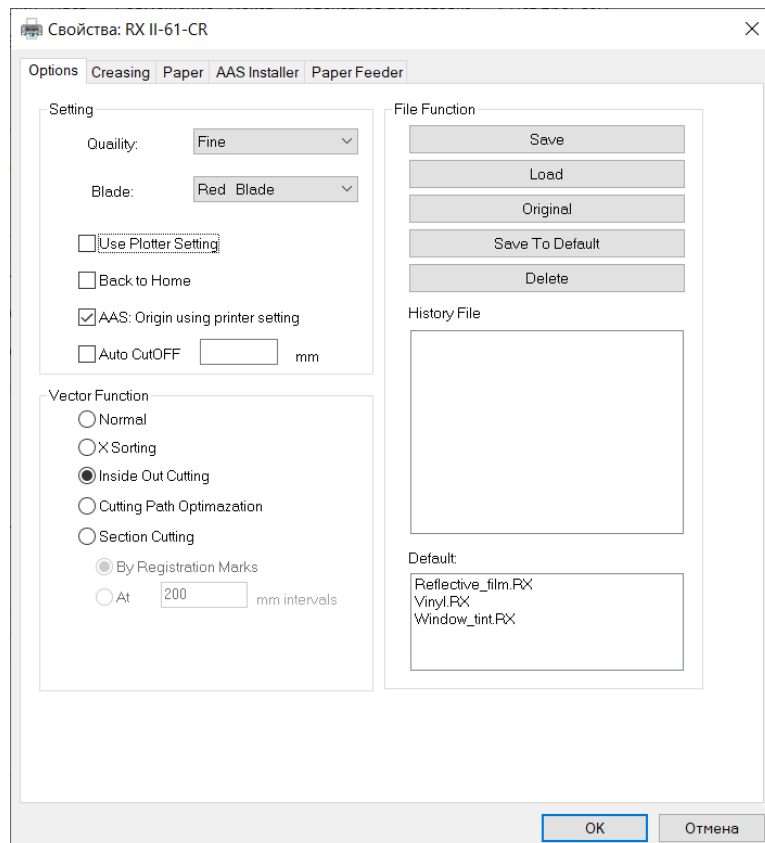 Свойства: RX II-61-CR
Options Creasing Paper AAS Installer Paper Feeder
Setting
Quaility: Fine
Blade: Red Blade
Use Plotter Setting
Back to Home
AAS: Origin using printer setting
Auto CutOFF mm
Vector Function
Normal
X Sorting
Inside Out Cutting
Cutting Path Optimazation
Section Cutting
By Registration Marks
At 200 mm intervals
File Function
Save
Load
Original
Save To Default
Delete
History File
Default:
Reflective_film.RX
Vinyl.RX
Window_tint.RX
OK Отмена